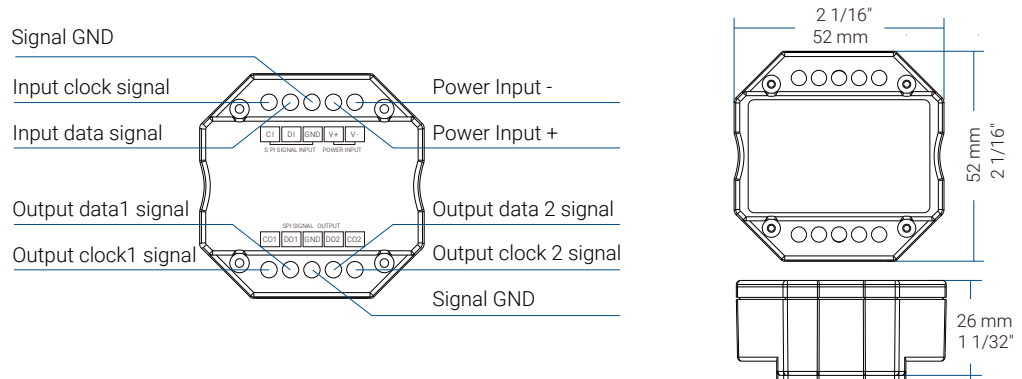 Signal GND
Input clock signal
Input data signal
Power Input -
Power Input +
CI DI GND V+ V-
S PI SIGNAL INPUT POWER INPUT
Output data1 signal
Output clock1 signal
SPI SIGNAL OUTPUT
CO1 DO1 GND DO2 CO2
Output data 2 signal
Output clock 2 signal
Signal GND
2 1/16"
52 mm
52 mm
2 1/16"
26 mm
1 1/32"